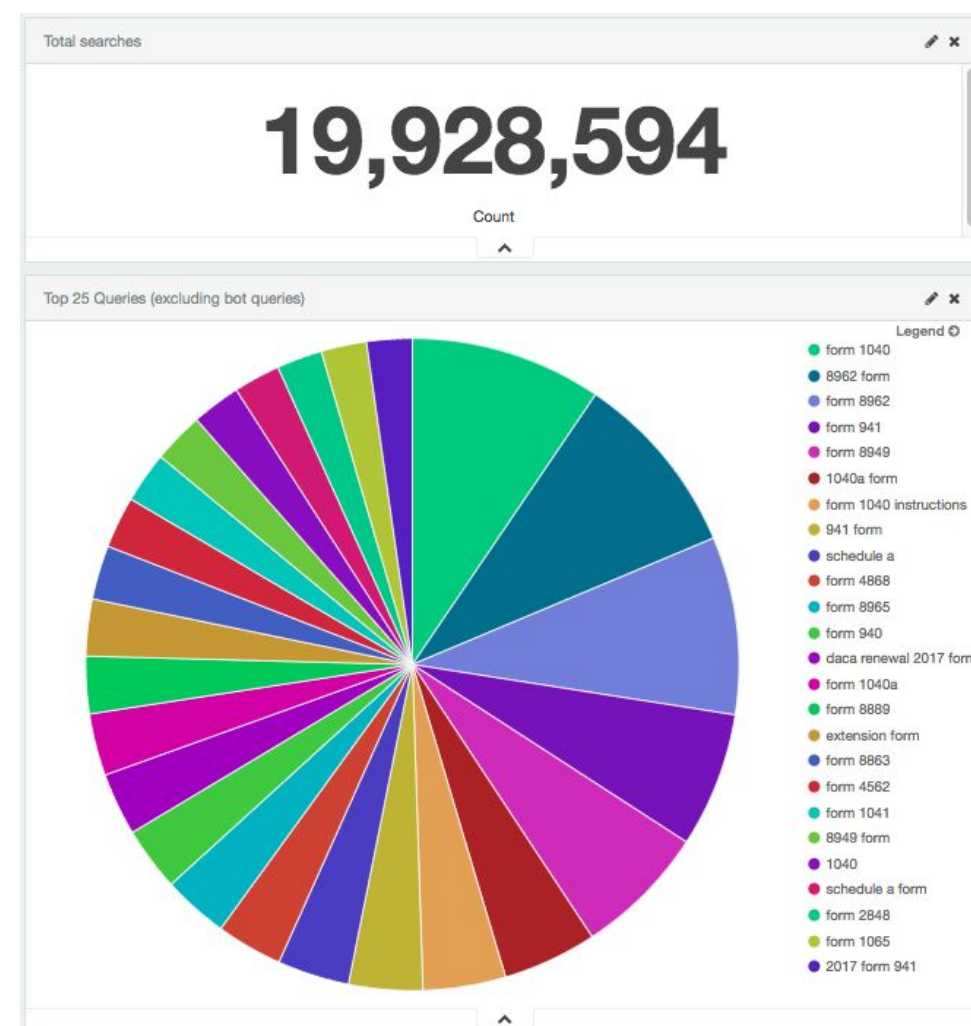 Total searches
19,928,594
Count
Top 25 Queries (excluding bot queries)
Legend
form 1040
8962 form
form 8962
form 941
form 8949
1040a form
form 1040 instructions
941 form
schedule a
form 4868
form 8965
form 940
daca renewal 2017 form
form 1040a
form 8889
extension form
form 8863
form 4562
form 1041
8949 form
1040
schedule a form
form 2848
form 1065
2017 form 941